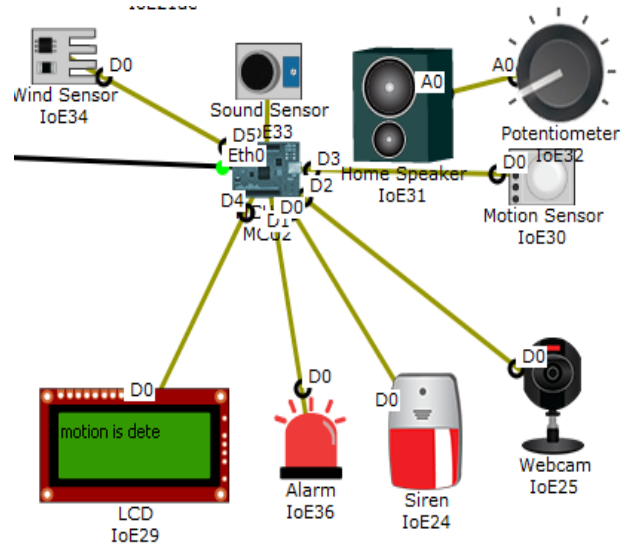 D0
Wind Sensor
IoE34
Sound Sensor
A0
A0
Potentiometer
IoE32
D5
Eth0
D3
Home Speaker
IoE31
D0
Motion Sensor
IoE30
D2
D4
D0
D1
D0
D0
D0
D0
motion is dete
LCD
IoE29
Alarm
IoE36
Siren
IoE24
Webcam
IoE25